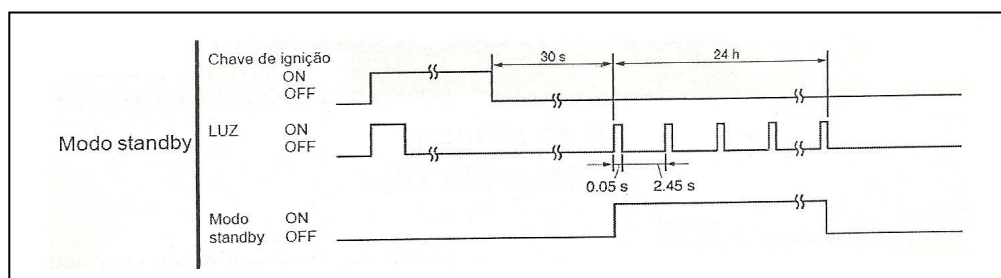 Modo standby
Chave de ignição
ON
OFF
30 s
24 h
LUZ
ON
OFF
0.05 s
2.45 s
Modo
standby
ON
OFF